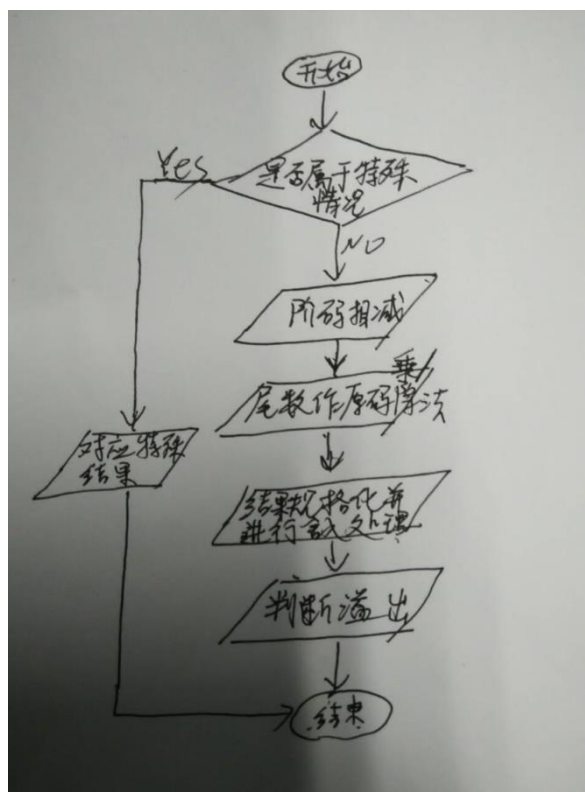 开始
Yes
是否属于特殊
情况
NO
阶码相减
乘/
尾数作原码除法
对应特殊
结果
结果规格化并
进行舍入处理
判断溢出
结束